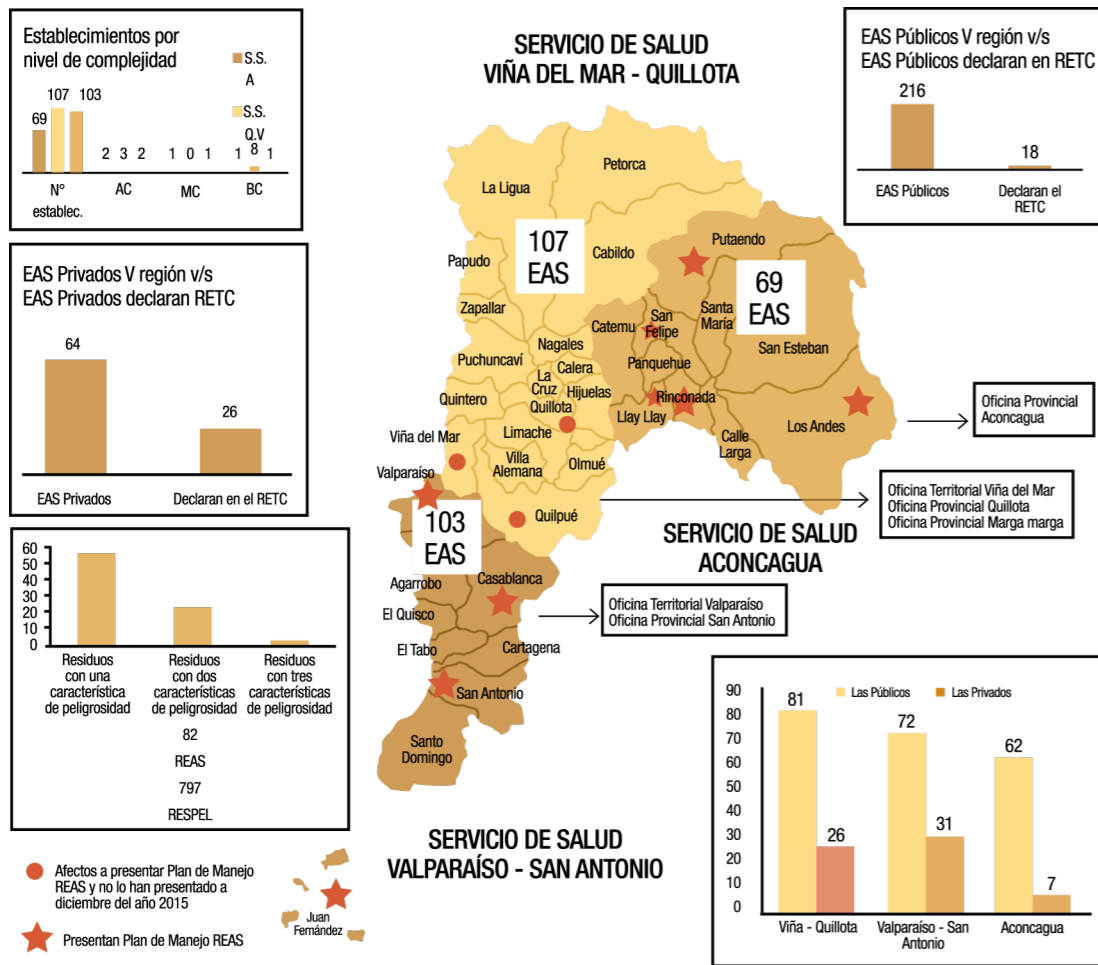 Establecimientos por
nivel de complejidad
S.S.
A
S.S.
Q.V
69
107
103
2 3 2
1 0 1
1 8 1
N°
establec.
AC
MC
BC
SERVICIO DE SALUD
VIÑA DEL MAR - QUILLOTA
EAS Públicos V región v/s
EAS Públicos declaran en RETC
216
18
EAS Públicos
Declaran el
RETC
EAS Privados V región v/s
EAS Privados declaran RETC
64
26
EAS Privados
Declaran en el RETC
60
50
40
30
20
10
0
Residuos
con una
característica
de peligrosidad
Residuos
con dos
características
de peligrosidad
Residuos
con tres
características
de peligrosidad
82
REAS
797
RESPEL
Petorca
La Ligua
107
EAS
Cabildo
Putaendo
Papudo
69
EAS
Zapallar
Catemu
San
Felipe
Santa
María
San Esteban
Nagales
Puchuncaví
Calera
Panquehue
La
Cruz
Hijuelas
Quintero
Quillota
Rinconada
Llay Llay
Los Andes
Limache
Calle
Larga
Viña del Mar
Villa
Alemana
Olmué
Valparaíso
Quilpué
103
EAS
Casablanca
Agarrobo
El Quisco
El Tabo
Cartagena
San Antonio
Santo
Domingo
Oficina Provincial
Aconcagua
Oficina Territorial Viña del Mar
Oficina Provincial Quillota
Oficina Provincial Marga marga
SERVICIO DE SALUD
ACONCAGUA
Oficina Territorial Valparaíso
Oficina Provincial San Antonio
SERVICIO DE SALUD
VALPARAÍSO - SAN ANTONIO
Las Públicos
Las Privados
90
80
70
60
50
40
30
20
10
0
81
26
72
31
62
7
Viña - Quillota
Valparaíso - San
Antonio
Aconcagua
Afectos a presentar Plan de Manejo
REAS y no lo han presentado a
diciembre del año 2015
Presentan Plan de Manejo REAS
Juan
Fernández